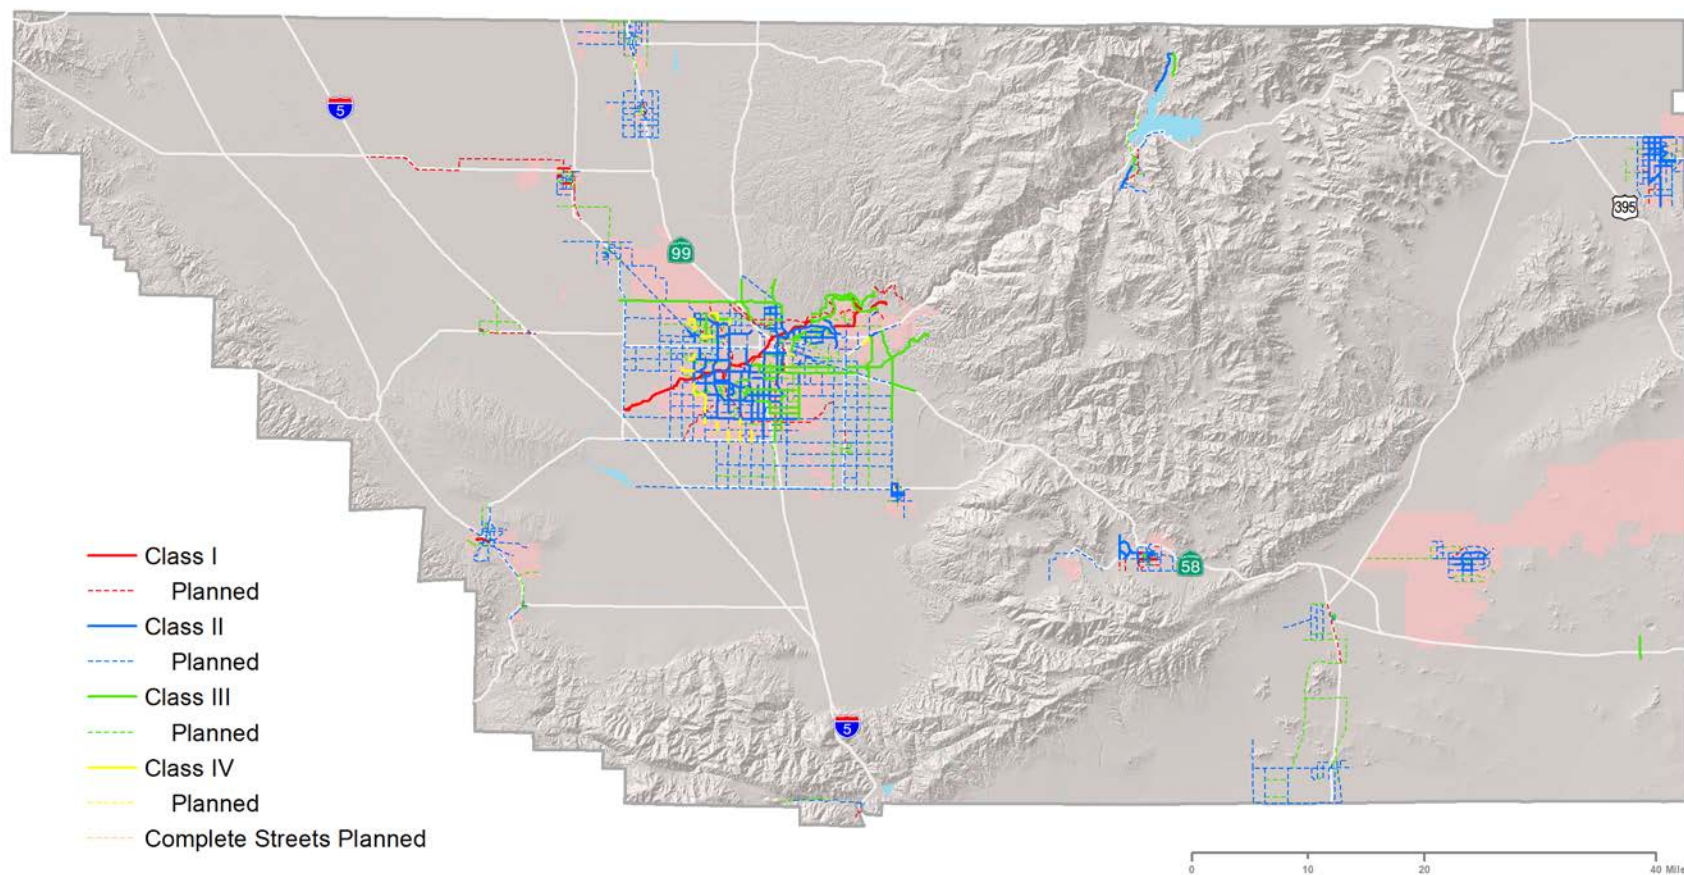 5
395
99
Class I
Planned
Class II
58
Planned
Class III
Planned
5
Class IV
Planned
Complete Streets Planned
0 10 20 40 Mile